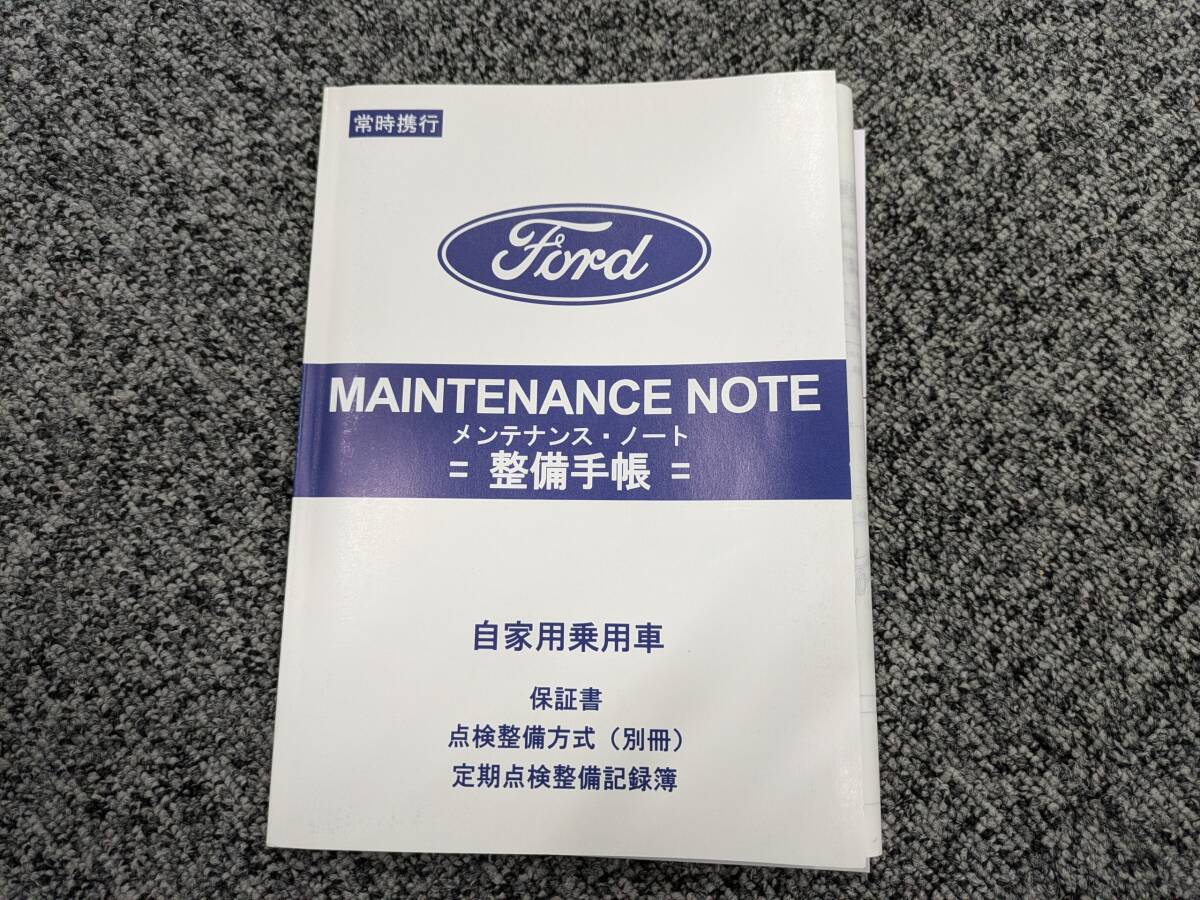 常時携行
Ford
MAINTENANCE NOTE
メンテナンス・ノート
= 整備手帳 =
自家用乗用車
保証書
点検整備方式（別冊）
定期点検整備記録簿